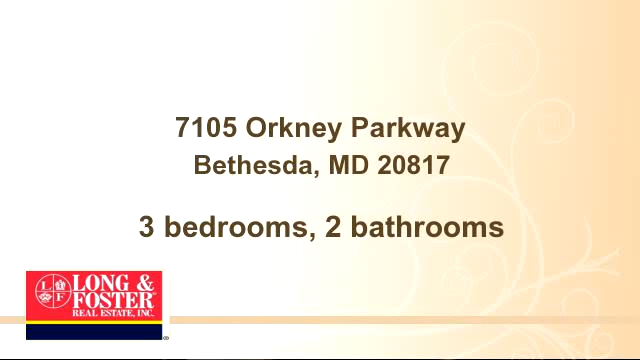 7105 Orkney Parkway
Bethesda, MD 20817
3 bedrooms, 2 bathrooms
L
F
LONG &
FOSTER
REAL ESTATE, INC.